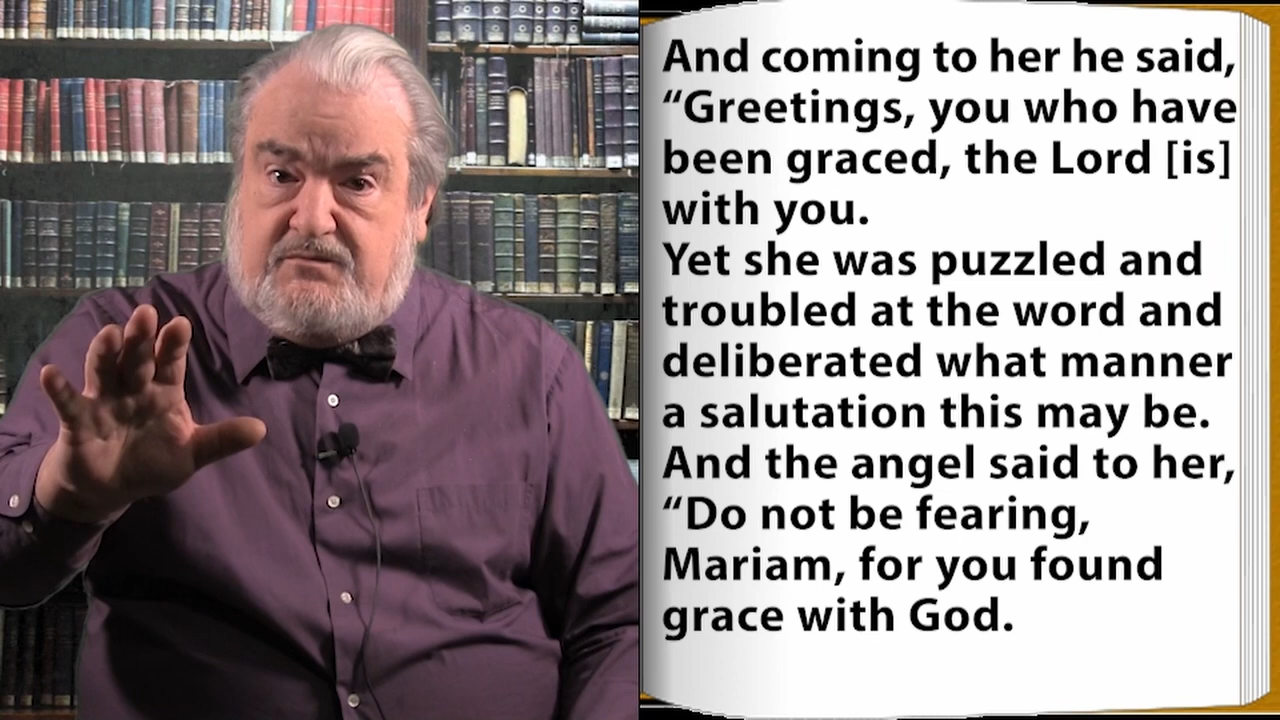 And coming to her he said,
“Greetings, you who have
been graced, the Lord [is]
with you.
Yet she was puzzled and
troubled at the word and
deliberated what manner
a salutation this may be.
And the angel said to her,
“Do not be fearing,
Mariam, for you found
grace with God.